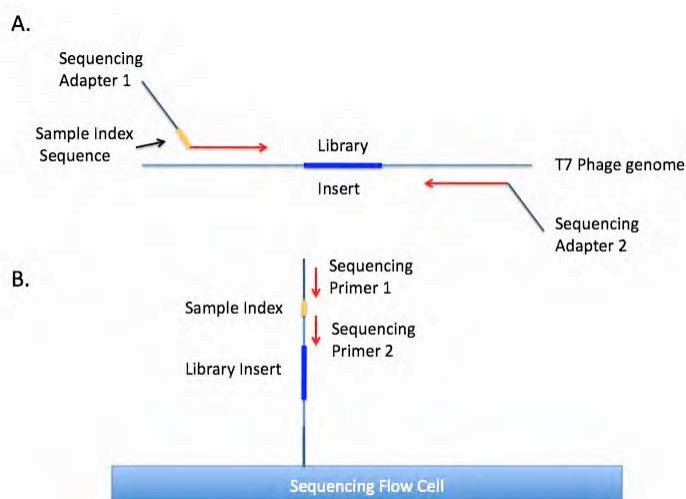 A.
Sequencing
Adapter 1
Sample Index
Sequence
Library
Insert
T7 Phage genome
Sequencing
Adapter 2
B.
Sequencing
Primer 1
Sample Index
Sequencing
Primer 2
Library Insert
Sequencing Flow Cell